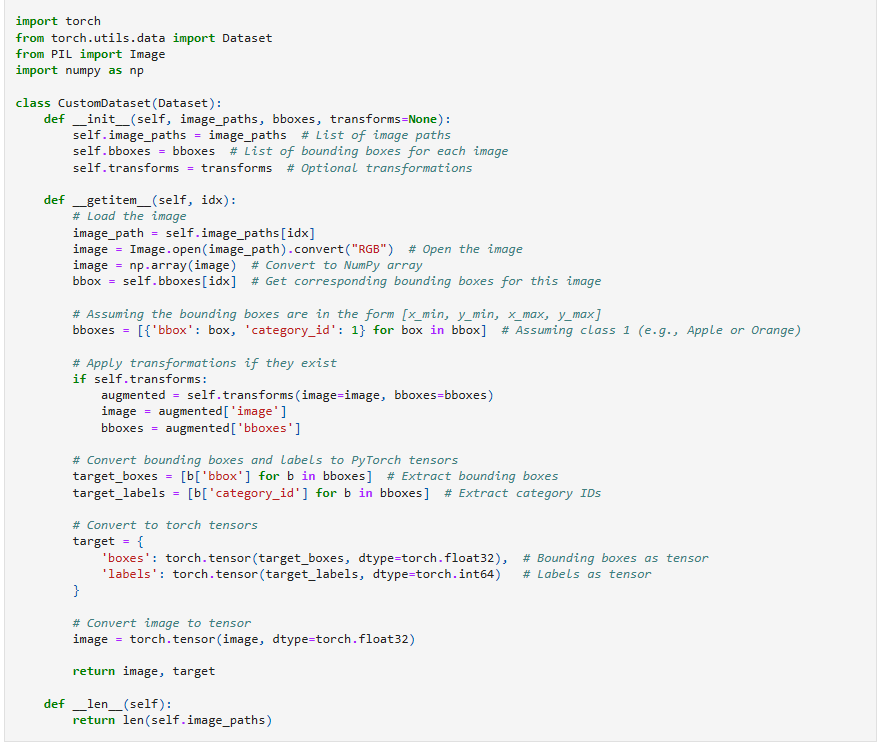 import torch
from torch.utils.data import Dataset
from PIL import Image
import numpy as np

class CustomDataset(Dataset):
    def __init__(self, image_paths, bboxes, transforms=None):
        self.image_paths = image_paths  # List of image paths
        self.bboxes = bboxes  # List of bounding boxes for each image
        self.transforms = transforms  # Optional transformations

    def __getitem__(self, idx):
        # Load the image
        image_path = self.image_paths[idx]
        image = Image.open(image_path).convert("RGB")  # Open the image
        image = np.array(image)  # Convert to NumPy array
        bbox = self.bboxes[idx]  # Get corresponding bounding boxes for this image

        # Assuming the bounding boxes are in the form [x_min, y_min, x_max, y_max]
        bboxes = [{'bbox': box, 'category_id': 1} for box in bbox]  # Assuming class 1 (e.g., Apple or Orange)

        # Apply transformations if they exist
        if self.transforms:
            augmented = self.transforms(image=image, bboxes=bboxes)
            image = augmented['image']
            bboxes = augmented['bboxes']

        # Convert bounding boxes and labels to PyTorch tensors
        target_boxes = [b['bbox'] for b in bboxes]  # Extract bounding boxes
        target_labels = [b['category_id'] for b in bboxes]  # Extract category IDs

        # Convert to torch tensors
        target = {
            'boxes': torch.tensor(target_boxes, dtype=torch.float32),  # Bounding boxes as tensor
            'labels': torch.tensor(target_labels, dtype=torch.int64)   # Labels as tensor
        }

        # Convert image to tensor
        image = torch.tensor(image, dtype=torch.float32)

        return image, target

    def __len__(self):
        return len(self.image_paths)